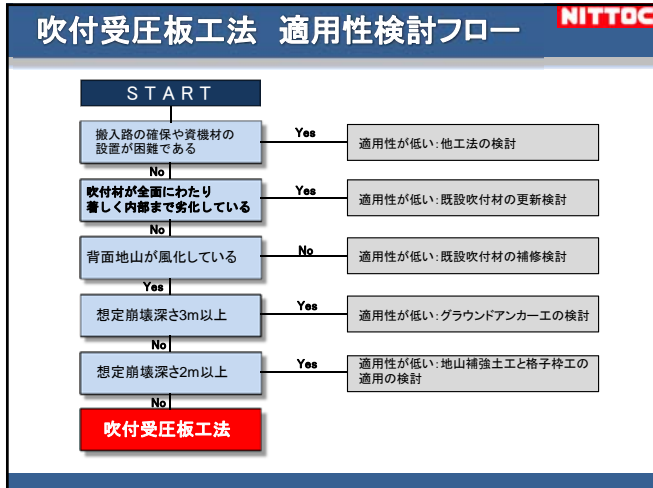 吹付受圧板工法 適用性検討フロー
NITTOC
START
搬入路の確保や資機材の
設置が困難である
Yes
適用性が低い:他工法の検討
No
吹付材が全面にわたり
著しく内部まで劣化している
Yes
適用性が低い:既設吹付材の更新検討
No
背面地山が風化している
No
適用性が低い:既設吹付材の補修検討
Yes
想定崩壊深さ3m以上
Yes
適用性が低い:グラウンドアンカー工の検討
No
想定崩壊深さ2m以上
Yes
適用性が低い:地山補強土工と格子枠工の
適用の検討
No
吹付受圧板工法